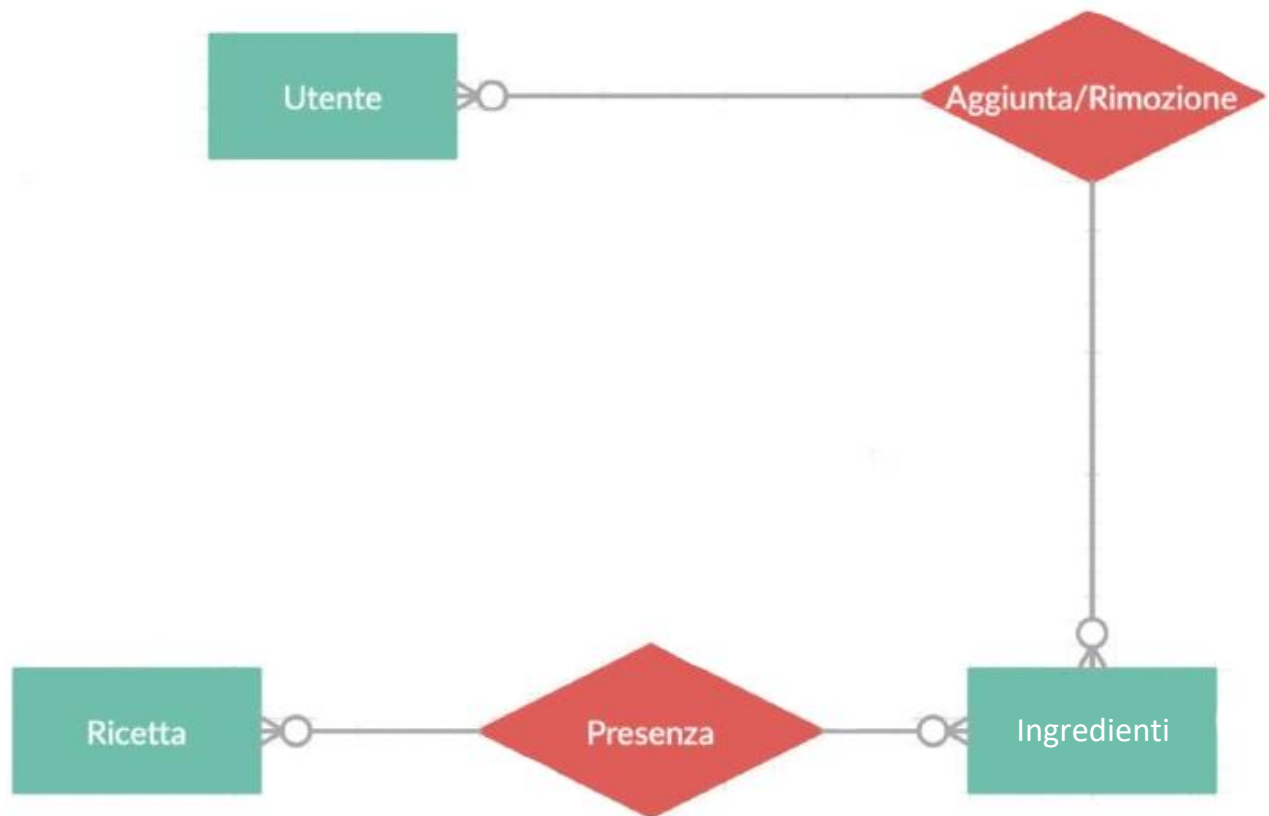 Utente
Aggiunta/Rimozione
Ricetta
Presenza
Ingredienti